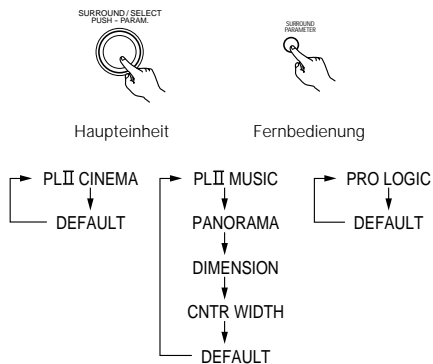 SURROUND / SELECT
PUSH - PARAM.
SURROUND
PARAMETER
Haupteinheit
Fernbedienung
PLⅡ CINEMA
DEFAULT
PLⅡ MUSIC
PANORAMA
DIMENSION
CNTR WIDTH
DEFAULT
PRO LOGIC
DEFAULT